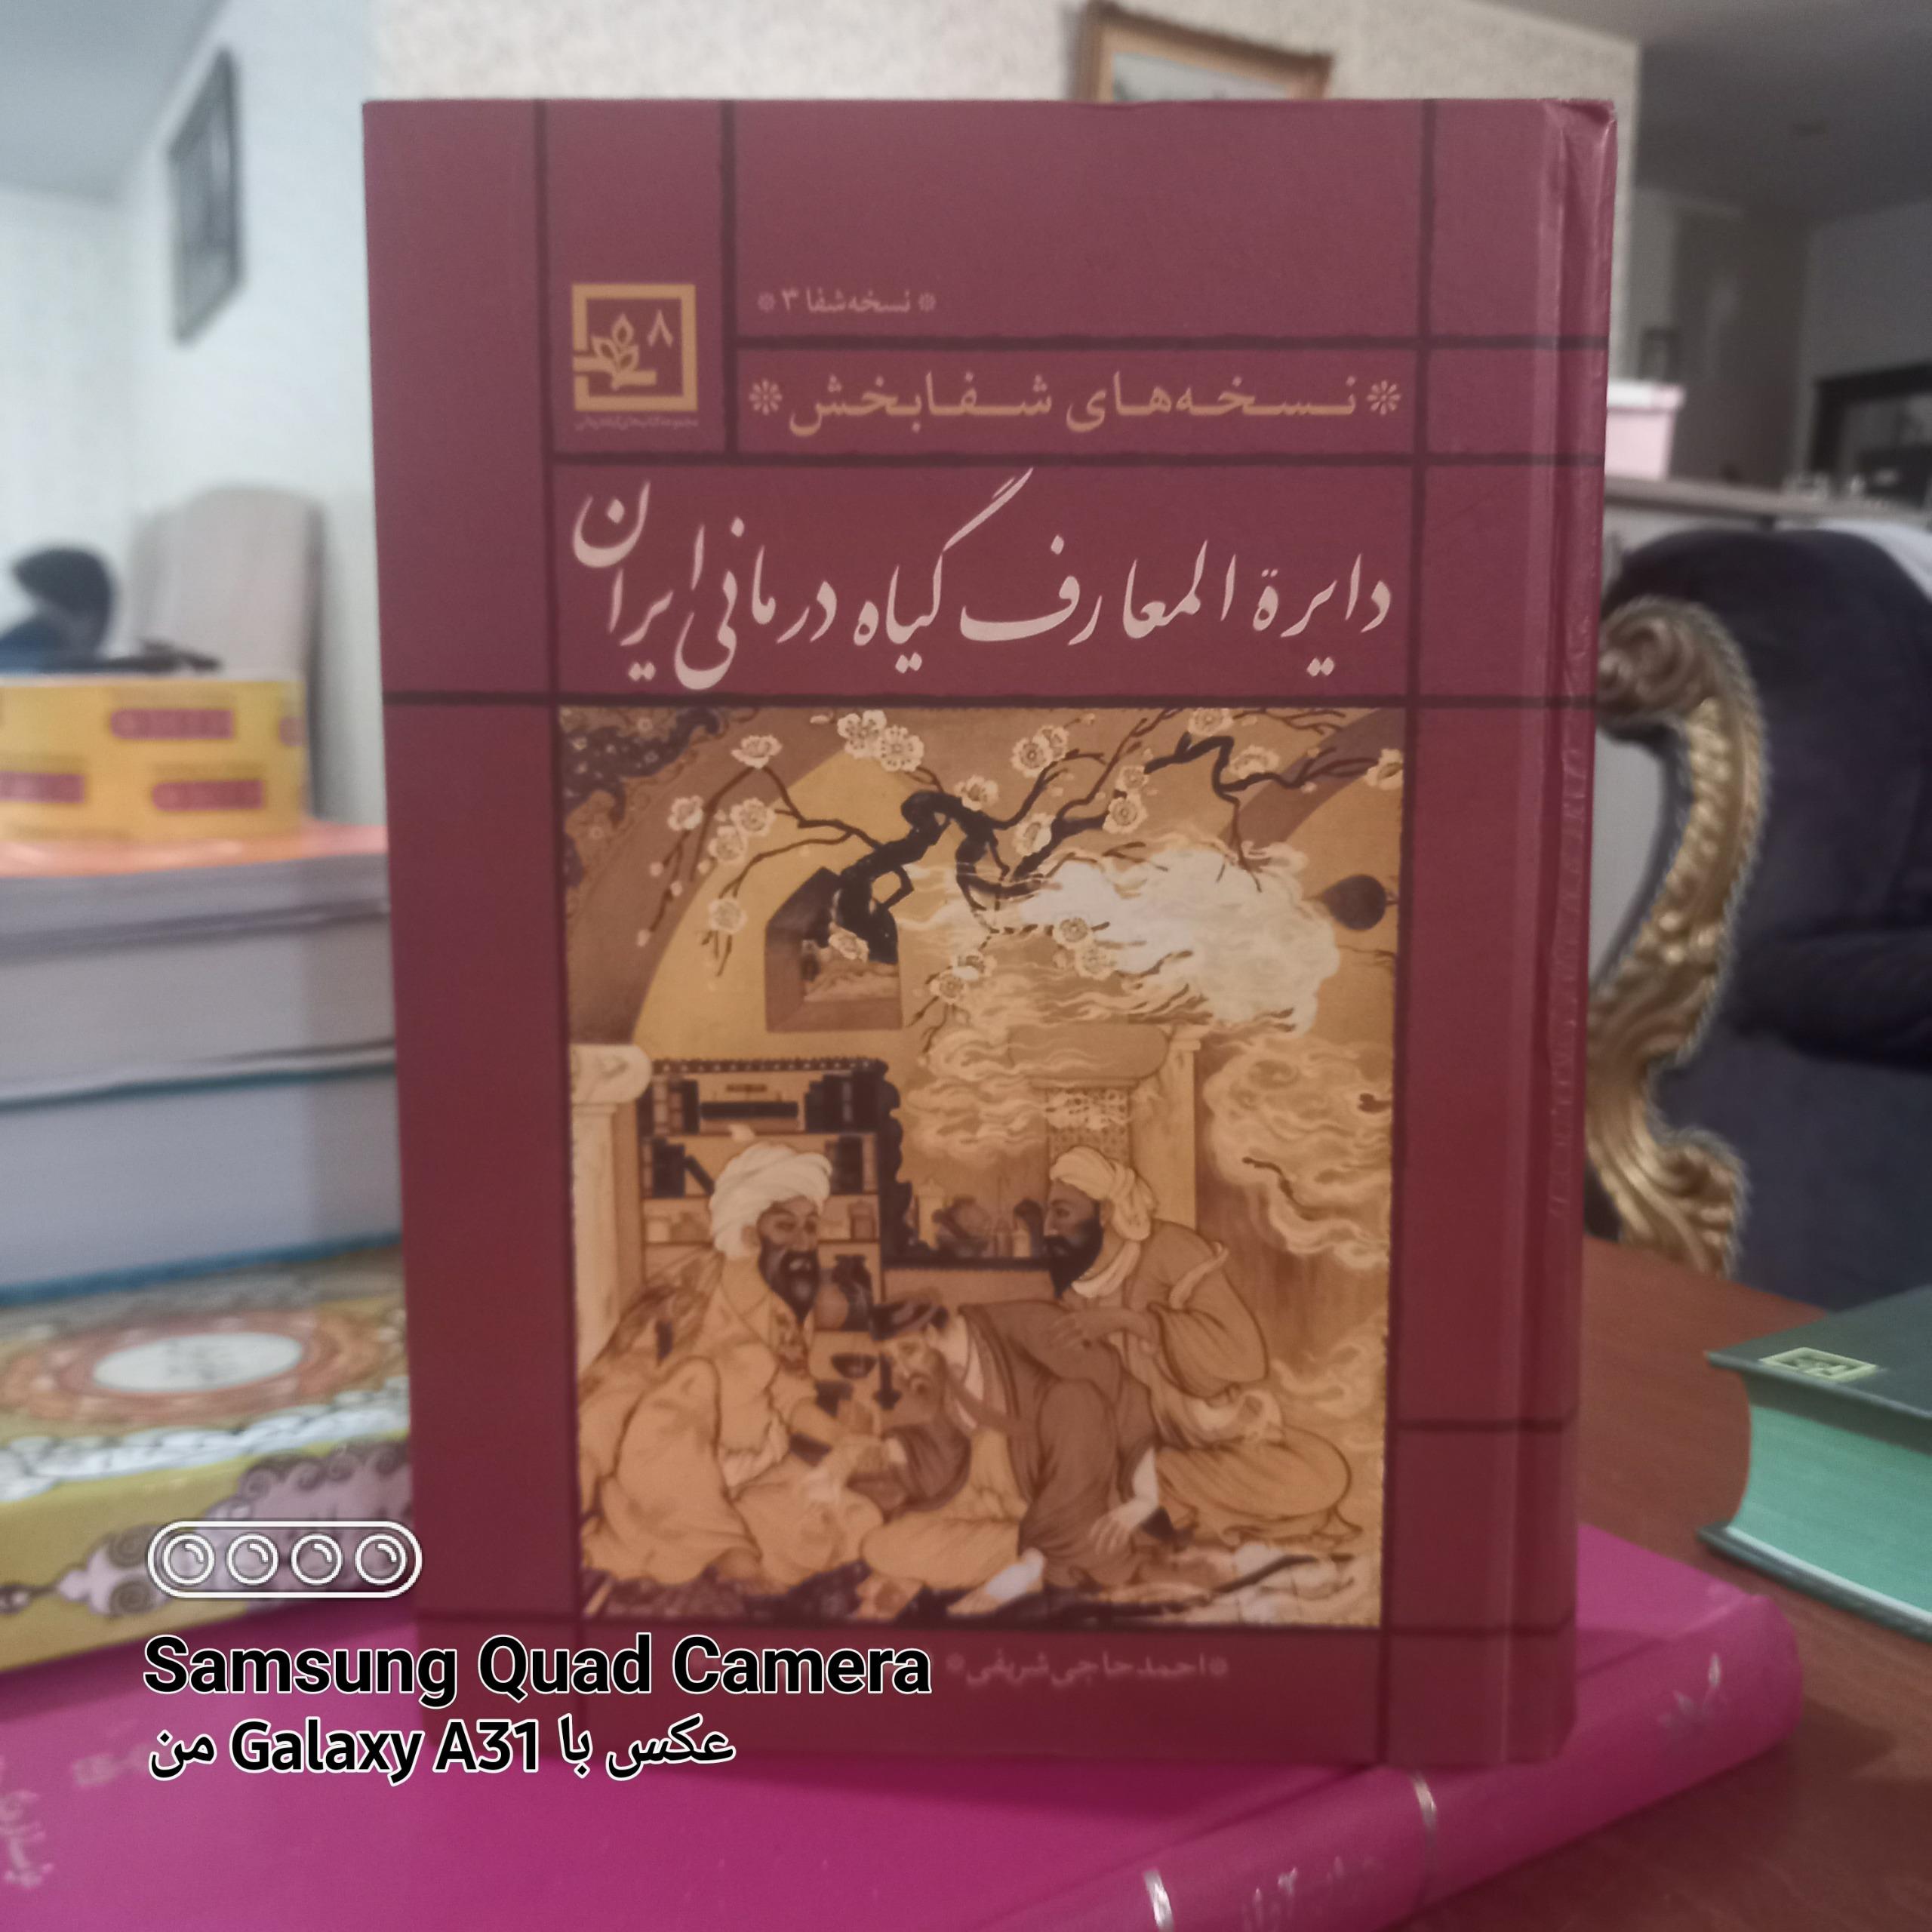 * نسخه شفا ۳ *
۸
* نسخه‌های شفابخش *
دایرة المعارف گیاه درمانی ایران
* احمد حاجی شریفی *
Samsung Quad Camera
عکس با Galaxy A31 من